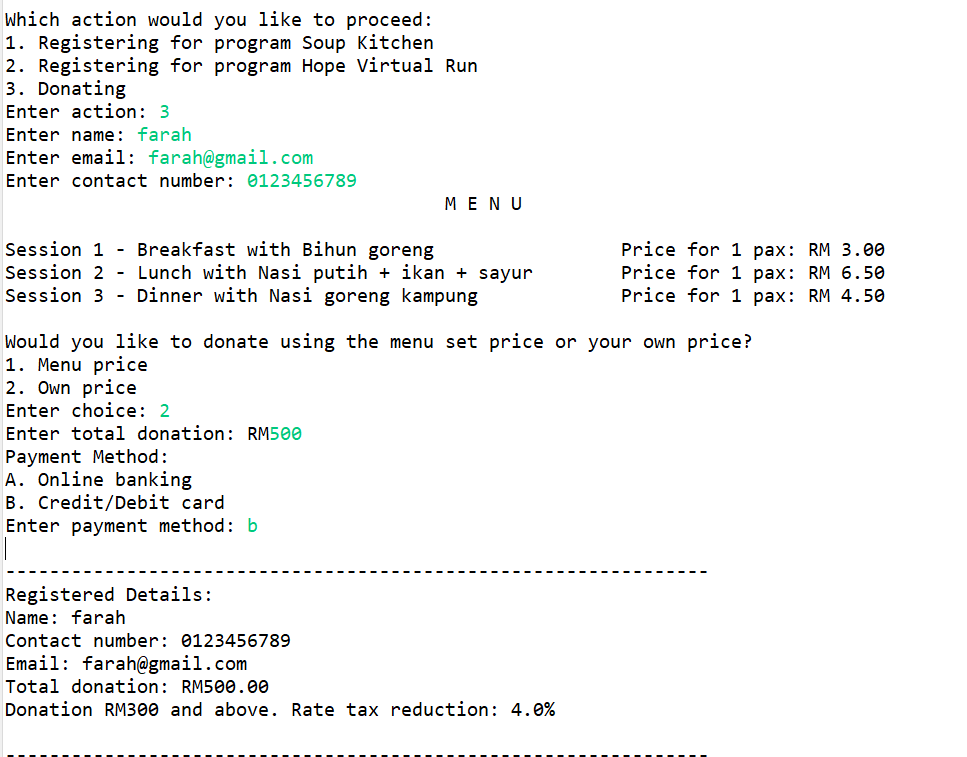 Which action would you like to proceed:
1. Registering for program Soup Kitchen
2. Registering for program Hope Virtual Run
3. Donating
Enter action: 3
Enter name: farah
Enter email: farah@gmail.com
Enter contact number: 0123456789
M E N U
Session 1 - Breakfast with Bihun goreng Price for 1 pax: RM 3.00
Session 2 - Lunch with Nasi putih + ikan + sayur Price for 1 pax: RM 6.50
Session 3 - Dinner with Nasi goreng kampung Price for 1 pax: RM 4.50
Would you like to donate using the menu set price or your own price?
1. Menu price
2. Own price
Enter choice: 2
Enter total donation: RM500
Payment Method:
A. Online banking
B. Credit/Debit card
Enter payment method: b
----------------------------------------------------------------
Registered Details:
Name: farah
Contact number: 0123456789
Email: farah@gmail.com
Total donation: RM500.00
Donation RM300 and above. Rate tax reduction: 4.0%
----------------------------------------------------------------